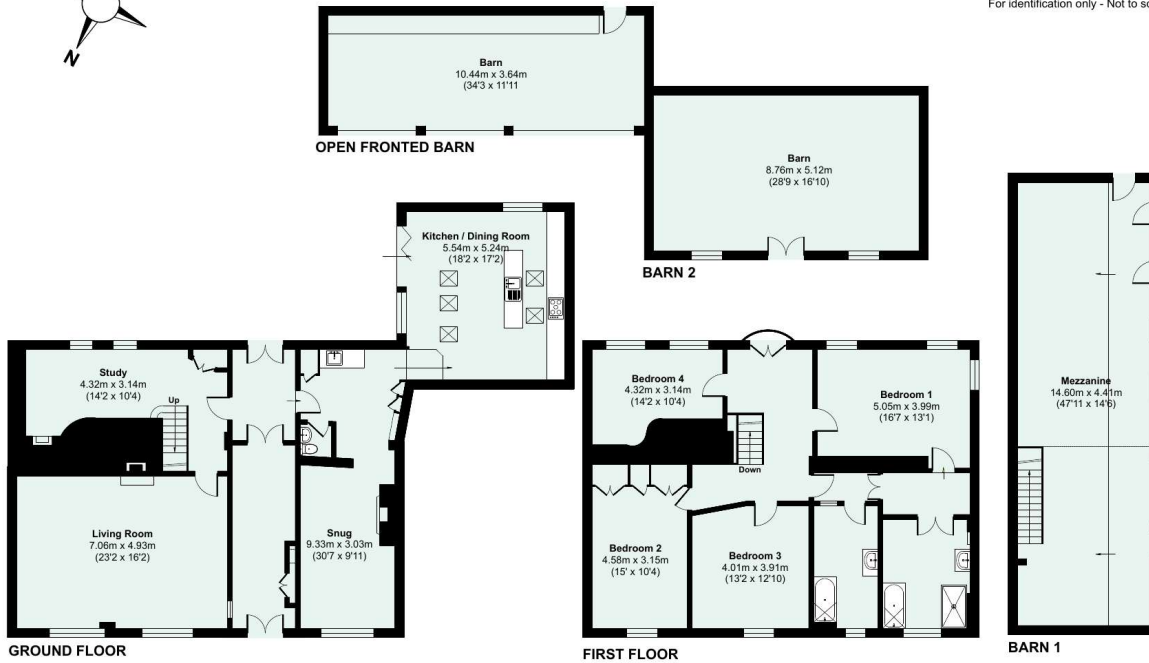 For identification only - Not to sc
N
Barn
10.44m x 3.64m
(34'3 x 11'11
OPEN FRONTED BARN
Barn
8.76m x 5.12m
(28'9 x 16'10)
BARN 2
Kitchen / Dining Room
5.54m x 5.24m
(18'2 x 17'2)
Study
4.32m x 3.14m
(14'2 x 10'4)
Up
Living Room
7.06m x 4.93m
(23'2 x 16'2)
Snug
9.33m x 3.03m
(30'7 x 9'11)
GROUND FLOOR
Bedroom 4
4.32m x 3.14m
(14'2 x 10'4)
Bedroom 1
5.05m x 3.99m
(16'7 x 13'1)
Down
Bedroom 2
4.58m x 3.15m
(15' x 10'4)
Bedroom 3
4.01m x 3.91m
(13'2 x 12'10)
FIRST FLOOR
Mezzanine
14.60m x 4.41m
(47'11 x 14'6)
BARN 1